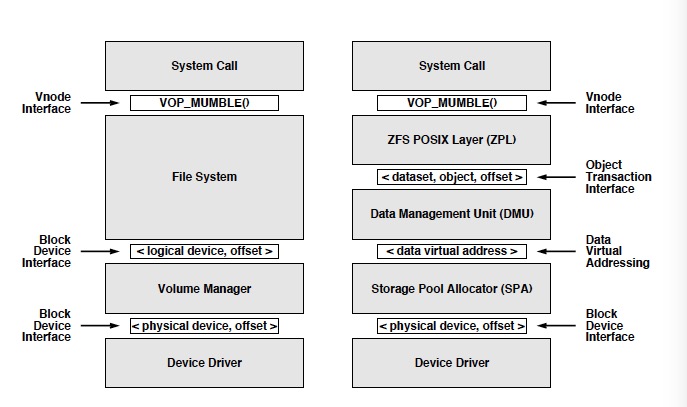 System Call
Vnode
Interface
VOP_MUMBLE()
File System
Block
Device
Interface
< logical device, offset >
Volume Manager
Block
Device
Interface
< physical device, offset >
Device Driver
System Call
VOP_MUMBLE()
Vnode
Interface
ZFS POSIX Layer (ZPL)
< dataset, object, offset >
Object
Transaction
Interface
Data Management Unit (DMU)
< data virtual address >
Data
Virtual
Addressing
Storage Pool Allocator (SPA)
< physical device, offset >
Block
Device
Interface
Device Driver